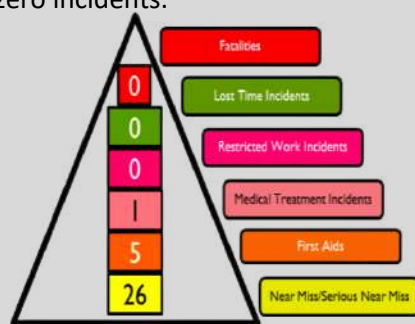 zero incidents.
Fatalities
0
Lost Time Incidents
0
Restricted Work Incidents
0
Medical Treatment Incidents
1
First Aids
5
Near Miss/Serious Near Miss
26